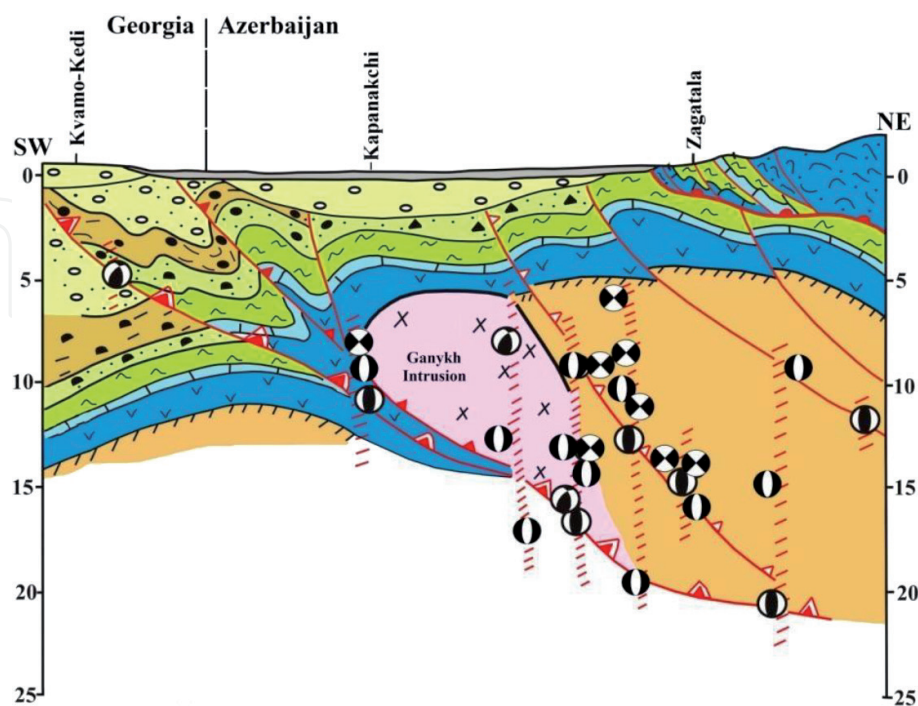 Georgia Azerbaijan
Kvamo-Kedi
Kapanakchi
Zagatala
SW
NE
0
0
5
5
Ganykh
Intrusion
10
10
15
15
20
20
25
25